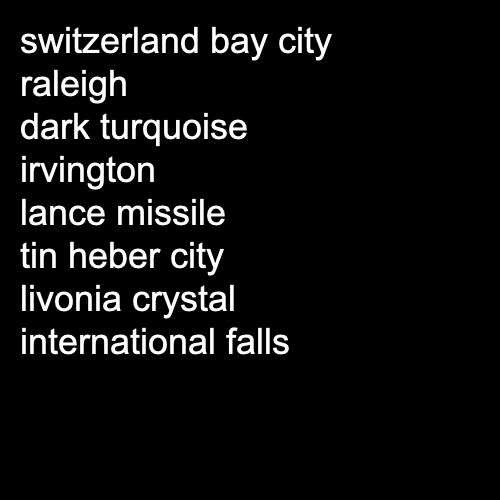 switzerland bay city
raleigh
dark turquoise
irvington
lance missile
tin heber city
livonia crystal
international falls